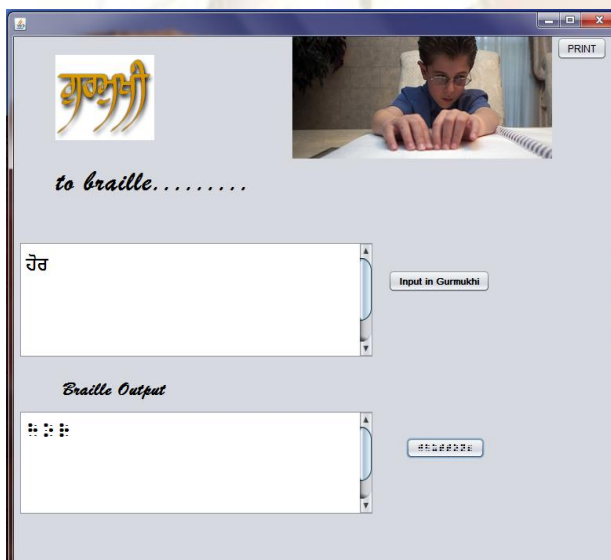 PRINT
ਗੁਰਮੁਖੀ
to braille.........
ਹੋਰ
Input in Gurmukhi
Braille Output
⠓⠕⠗